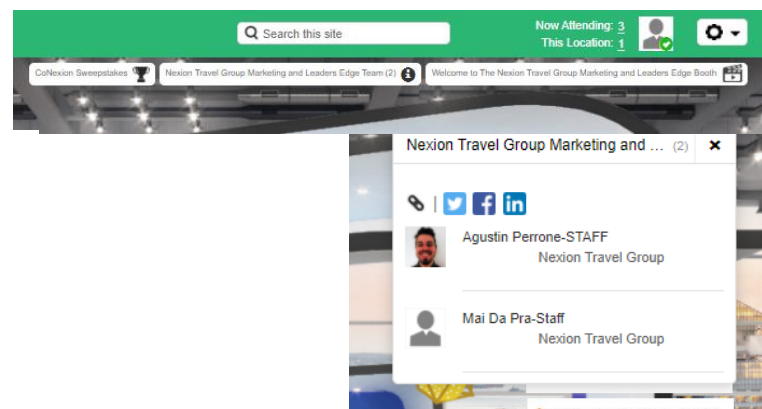 Search this site
Now Attending: 3
This Location: 1
CoNexion Sweepstakes
Nexion Travel Group Marketing and Leaders Edge Team (2)
Welcome to The Nexion Travel Group Marketing and Leaders Edge Booth
Nexion Travel Group Marketing and ... (2)
Agustin Perrone-STAFF
Nexion Travel Group
Mai Da Pra-Staff
Nexion Travel Group